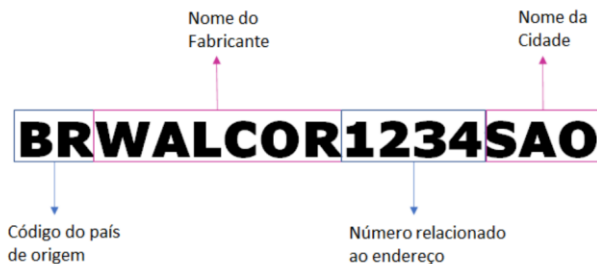 Nome do
Fabricante
Nome da
Cidade
BRWALCOR1234SAO
Código do país
de origem
Número relacionado
ao endereço